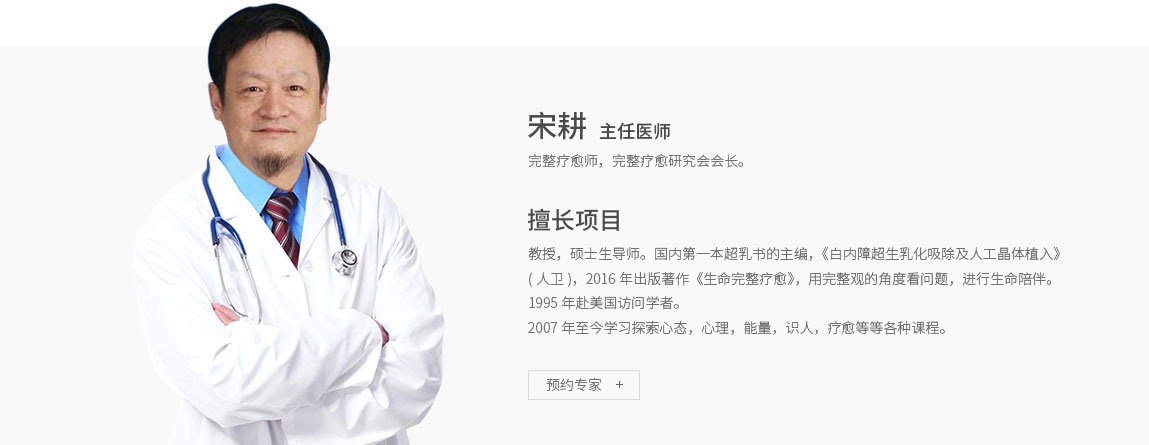 宋耕 主任医师
完整疗愈师，完整疗愈研究会会长。
擅长项目
教授，硕士生导师。国内第一本超乳书的主编，《白内障超生乳化吸除及人工晶体植入》
( 人卫 )，2016 年出版著作《生命完整疗愈》，用完整观的角度看问题，进行生命陪伴。
1995 年赴美国访问学者。
2007 年至今学习探索心态，心理，能量，识人，疗愈等等各种课程。
预约专家 +